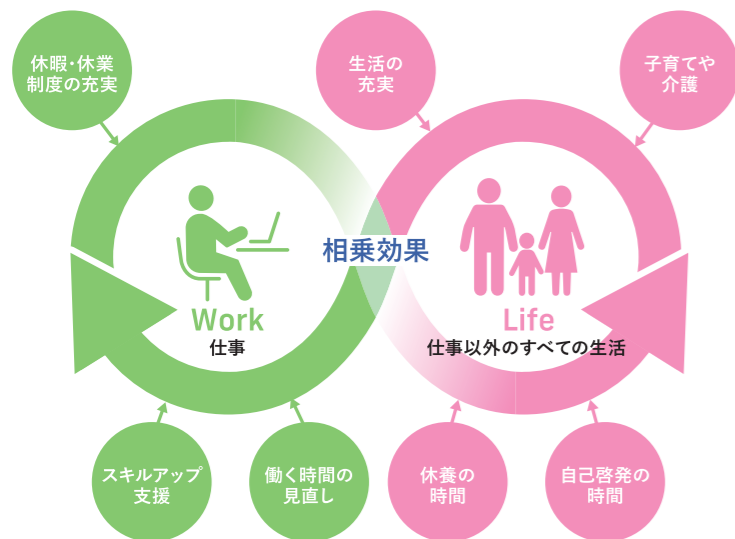 休暇・休業
制度の充実
生活の
充実
子育てや
介護
相乗効果
Work
仕事
Life
仕事以外のすべての生活
スキルアップ
支援
働く時間の
見直し
休養の
時間
自己啓発の
時間